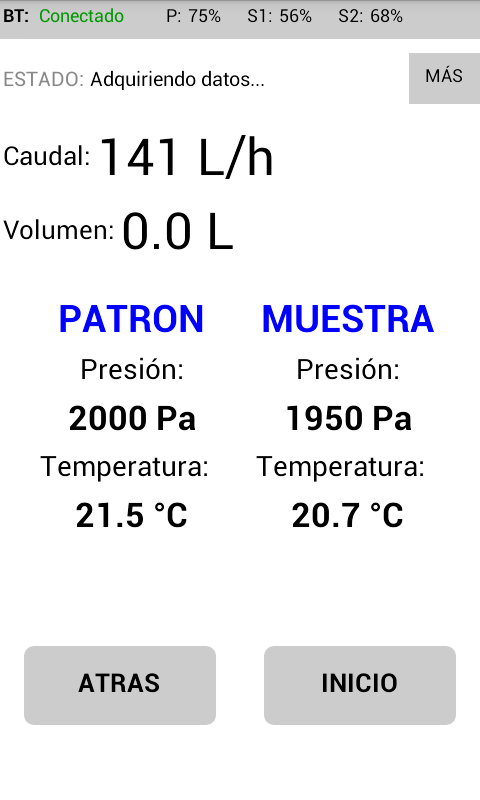 BT: Conectado P: 75% S1: 56% S2: 68%
ESTADO: Adquiriendo datos...
MÁS
Caudal: 141 L/h
Volumen: 0.0 L
PATRON MUESTRA
Presión: Presión:
2000 Pa 1950 Pa
Temperatura: Temperatura:
21.5 °C 20.7 °C
ATRAS INICIO